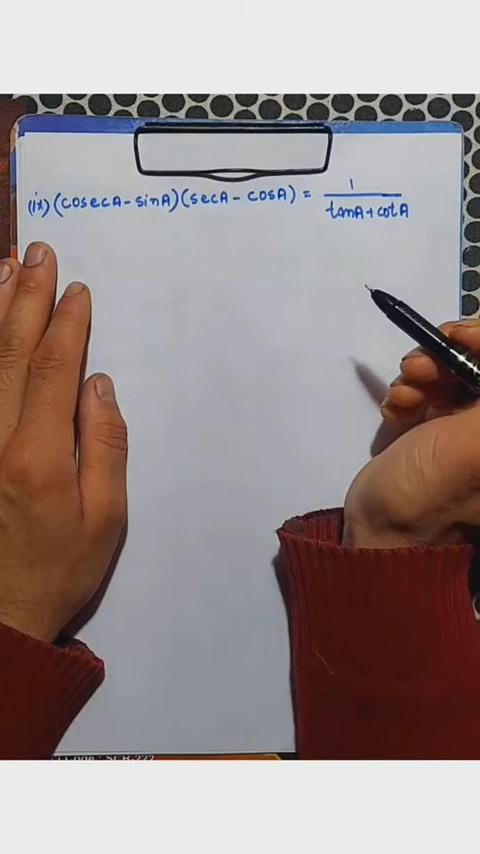 (ix) (cosecA - sinA)(secA - cosA) = 1 / tanA + cotA